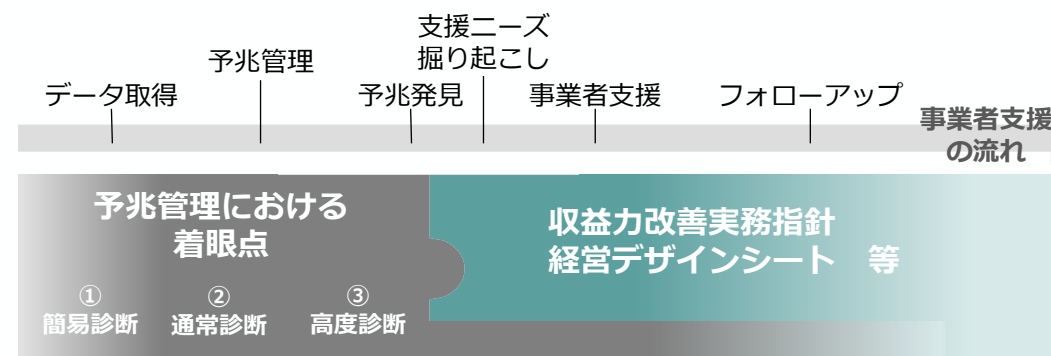 支援ニーズ
掘り起こし
予兆管理
データ取得
予兆発見
事業者支援
フォローアップ
事業者支援
の流れ
予兆管理における
着眼点
収益力改善実務指針
経営デザインシート　等
①
簡易診断
②
通常診断
③
高度診断